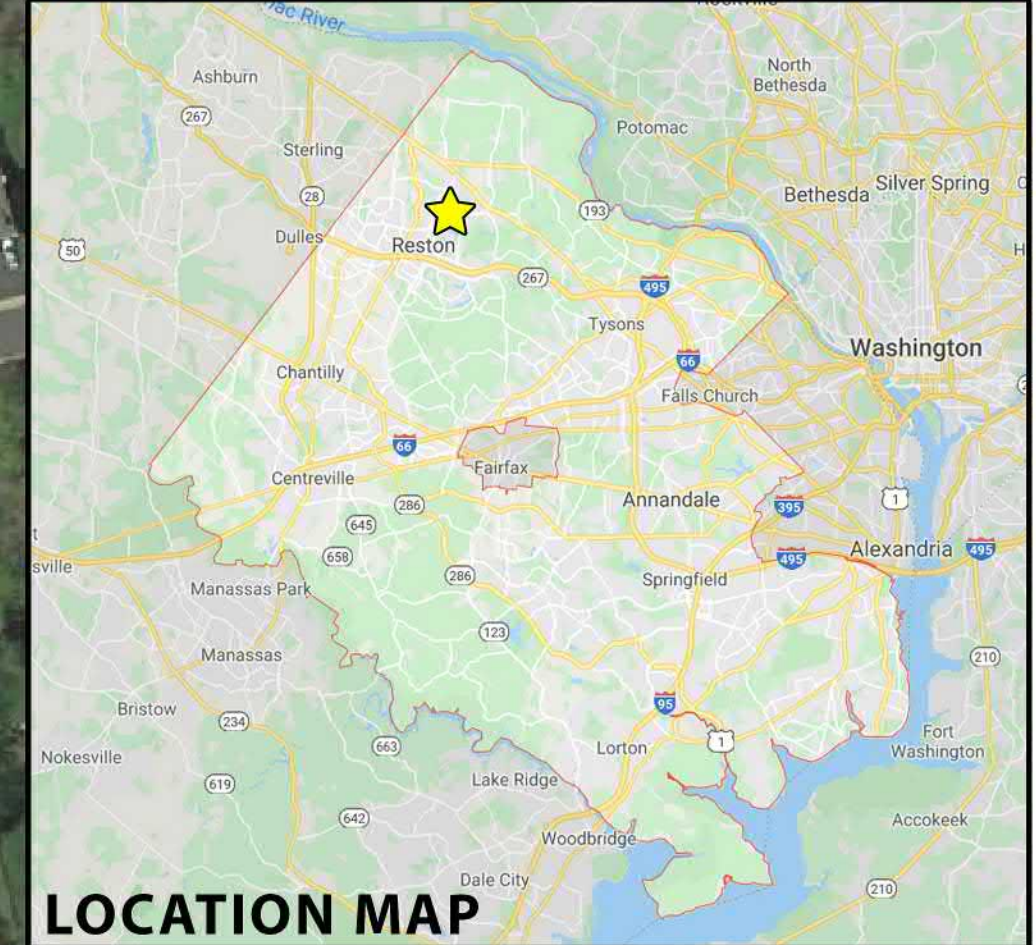 ac River
Ashburn
North
Bethesda
267
Potomac
Sterling
28
Bethesda
Silver Spring
193
Dulles
Reston
50
267
495
Tysons
Washington
66
Chantilly
Falls Church
66
Fairfax
Centreville
Annandale
286
395
1
645
Alexandria
495
495
658
sville
286
Springfield
Manassas Park
123
Manassas
210
95
Bristow
234
1
Fort
Washington
663
Lorton
Nokesville
619
Lake Ridge
642
Accokeek
Woodbridge
Dale City
210
LOCATION MAP